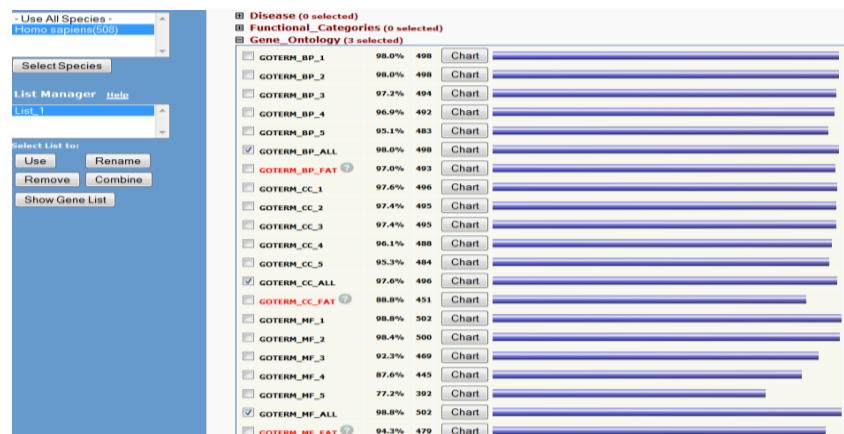 - Use All Species -
Homo sapiens(508)
Select Species
List Manager Help
List_1
Select List to:
Use Rename
Remove Combine
Show Gene List
Disease (0 selected)
Functional_Categories (0 selected)
Gene_Ontology (3 selected)
GOTERM_BP_1 98.0% 498 Chart
GOTERM_BP_2 98.0% 498 Chart
GOTERM_BP_3 97.2% 494 Chart
GOTERM_BP_4 96.9% 492 Chart
GOTERM_BP_5 95.1% 483 Chart
GOTERM_BP_ALL 98.0% 498 Chart
GOTERM_BP_FAT ? 97.0% 493 Chart
GOTERM_CC_1 97.6% 496 Chart
GOTERM_CC_2 97.4% 495 Chart
GOTERM_CC_3 97.4% 495 Chart
GOTERM_CC_4 96.1% 488 Chart
GOTERM_CC_5 95.3% 484 Chart
GOTERM_CC_ALL 97.6% 496 Chart
GOTERM_CC_FAT ? 88.8% 451 Chart
GOTERM_MF_1 98.8% 502 Chart
GOTERM_MF_2 98.4% 500 Chart
GOTERM_MF_3 92.3% 469 Chart
GOTERM_MF_4 87.6% 445 Chart
GOTERM_MF_5 77.2% 392 Chart
GOTERM_MF_ALL 98.8% 502 Chart
GOTERM_MF_FAT ? 94.3% 479 Chart